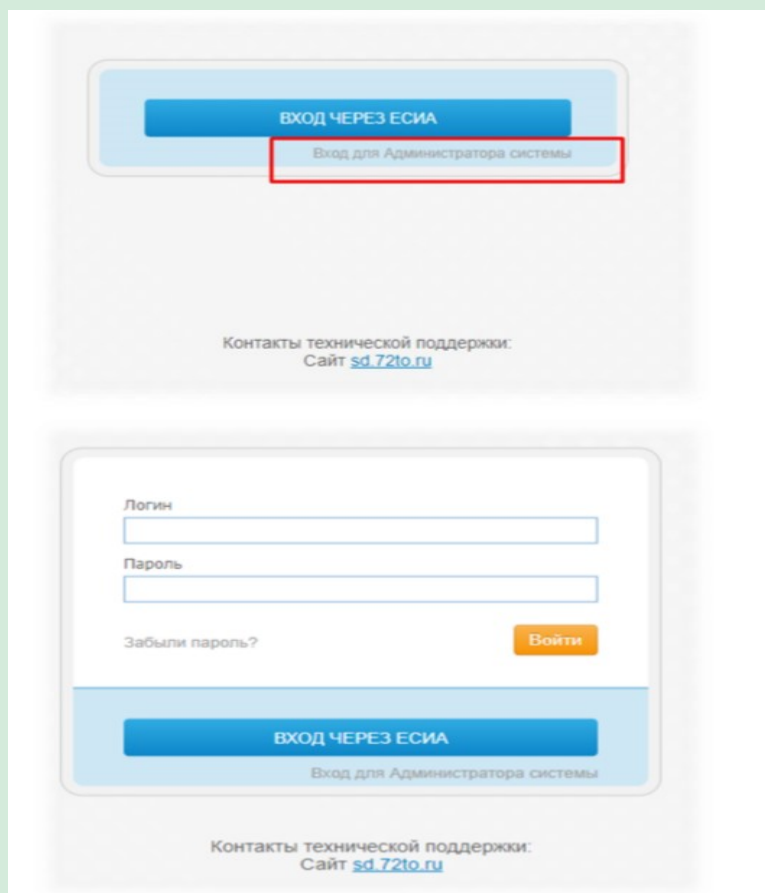 ВХОД ЧЕРЕЗ ЕСИА
Вход для Администратора системы
Контакты технической поддержки:
Сайт sd.72to.ru
Логин
Пароль
Забыли пароль?
Войти
ВХОД ЧЕРЕЗ ЕСИА
Вход для Администратора системы
Контакты технической поддержки:
Сайт sd.72to.ru